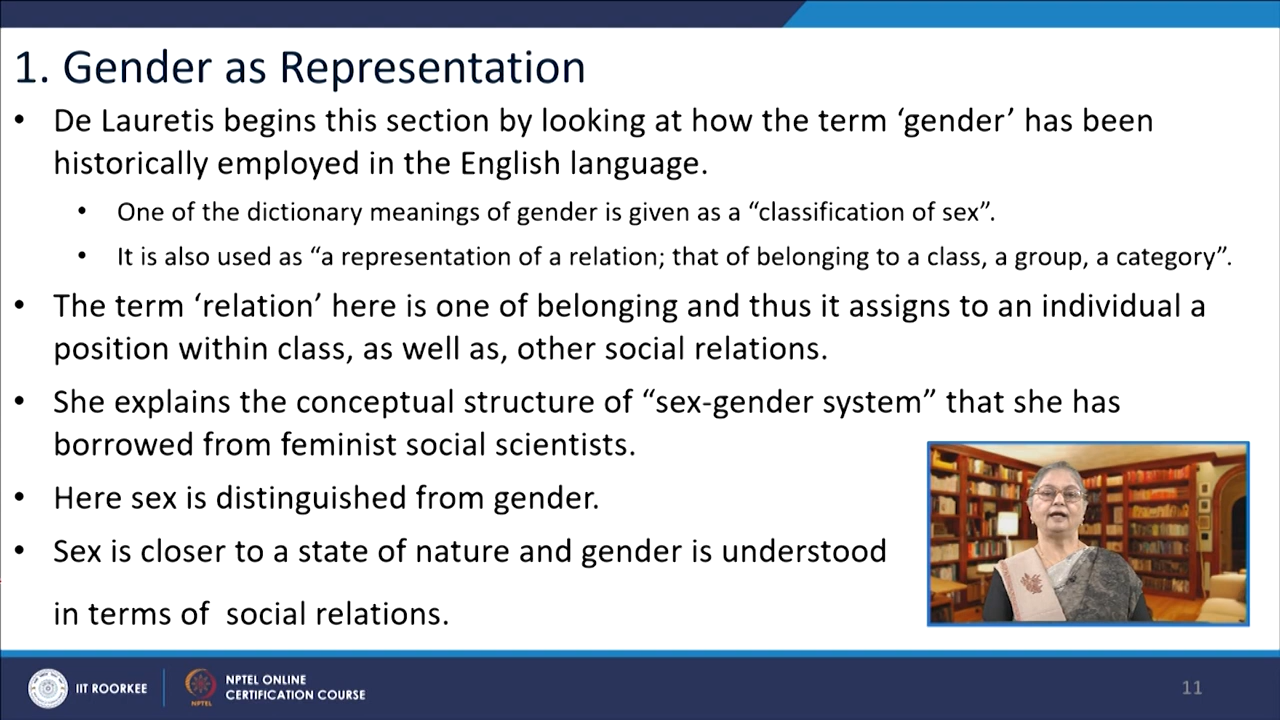 1. Gender as Representation
• De Lauretis begins this section by looking at how the term ‘gender’ has been
historically employed in the English language.
• One of the dictionary meanings of gender is given as a “classification of sex”.
• It is also used as “a representation of a relation; that of belonging to a class, a group, a category”.
• The term ‘relation’ here is one of belonging and thus it assigns to an individual a
position within class, as well as, other social relations.
• She explains the conceptual structure of “sex-gender system” that she has
borrowed from feminist social scientists.
• Here sex is distinguished from gender.
• Sex is closer to a state of nature and gender is understood
in terms of  social relations.
IIT ROORKEE
NPTEL
NPTEL ONLINE
CERTIFICATION COURSE
11